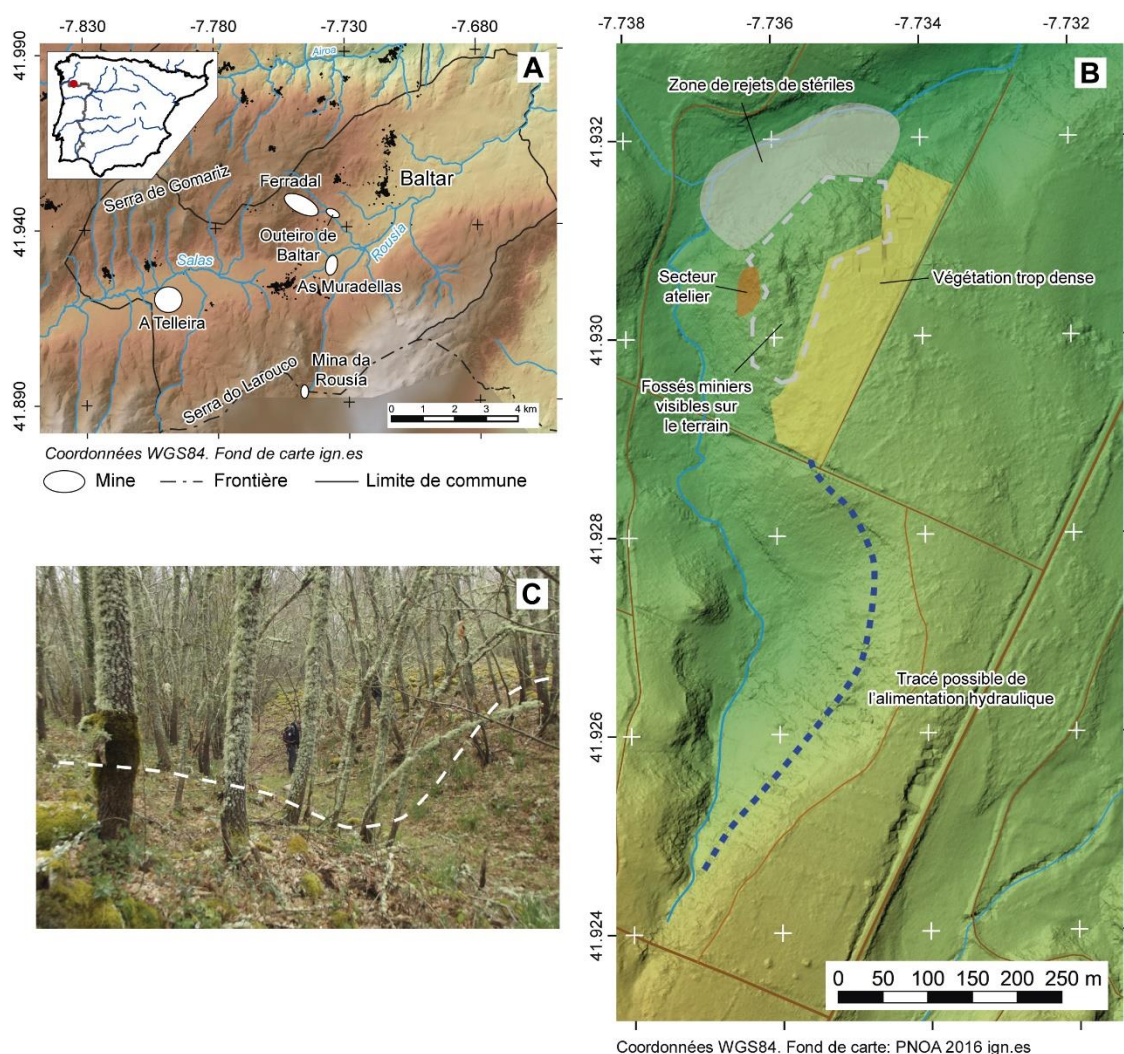 -7.830
-7.780
-7.730
-7.680
41.990
41.940
41.890
A
Airoa
Serra de Gomariz
Ferradal
Baltar
Outeiro de
Baltar
Rousía
Salas
As Muradellas
A Telleira
Mina da
Rousía
Serra do Larouco
0 1 2 3 4 km
Coordonnées WGS84. Fond de carte ign.es
Mine
Frontière
Limite de commune
C
-7.738
-7.736
-7.734
-7.732
41.932
41.930
41.928
41.926
41.924
B
Zone de rejets de stériles
Secteur
atelier
Végétation trop dense
Fossés miniers
visibles sur
le terrain
Tracé possible de
l'alimentation hydraulique
0 50 100 150 200 250 m
Coordonnées WGS84. Fond de carte: PNOA 2016 ign.es